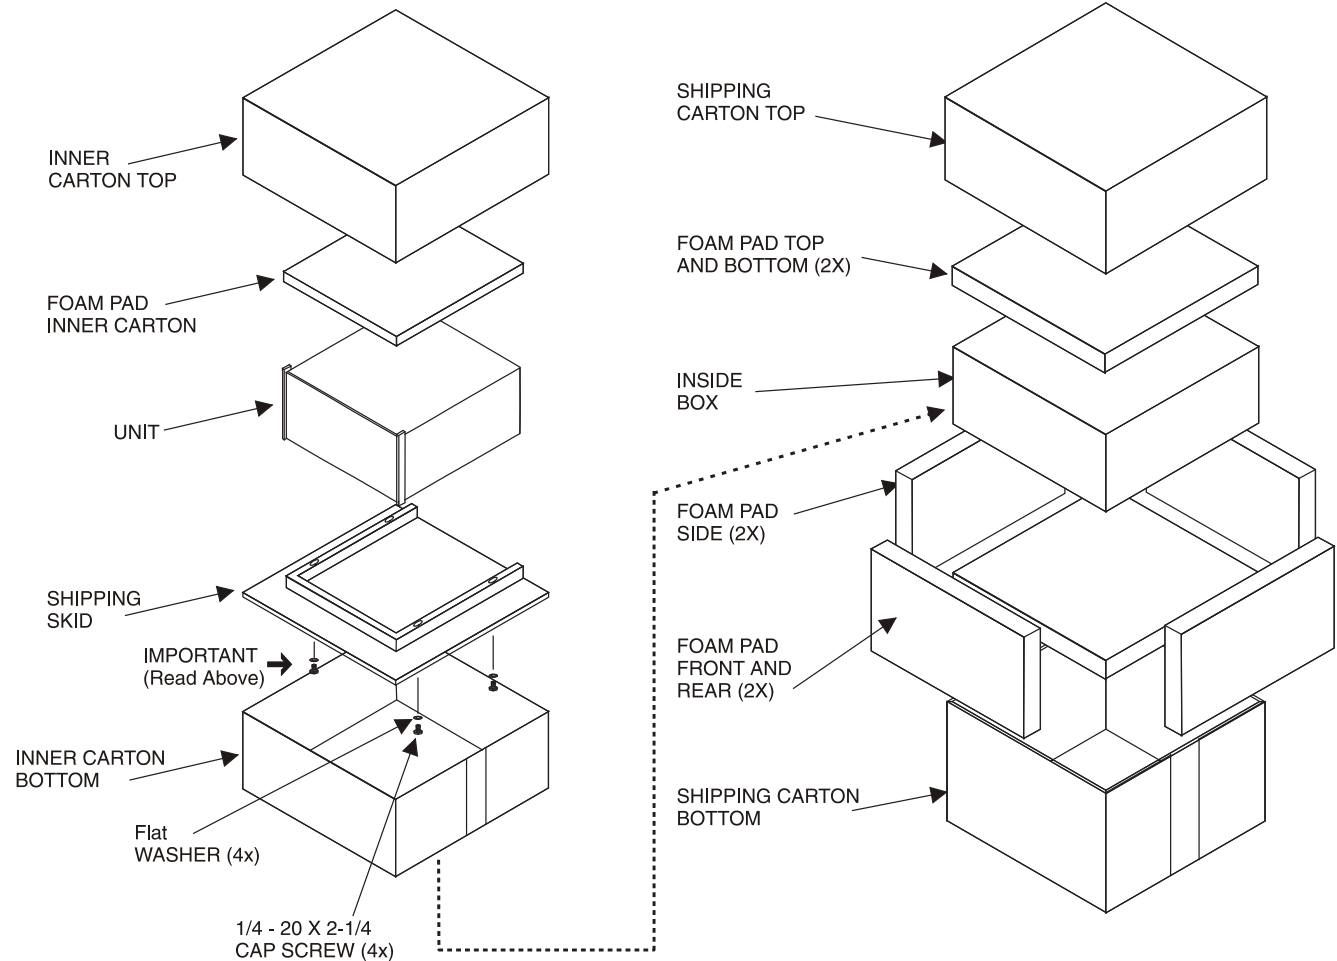 INNER
CARTON TOP
FOAM PAD
INNER CARTON
UNIT
SHIPPING
SKID
IMPORTANT
(Read Above)
INNER CARTON
BOTTOM
Flat
WASHER (4x)
1/4 - 20 X 2-1/4
CAP SCREW (4x)
SHIPPING
CARTON TOP
FOAM PAD TOP
AND BOTTOM (2X)
INSIDE
BOX
FOAM PAD
SIDE (2X)
FOAM PAD
FRONT AND
REAR (2X)
SHIPPING CARTON
BOTTOM